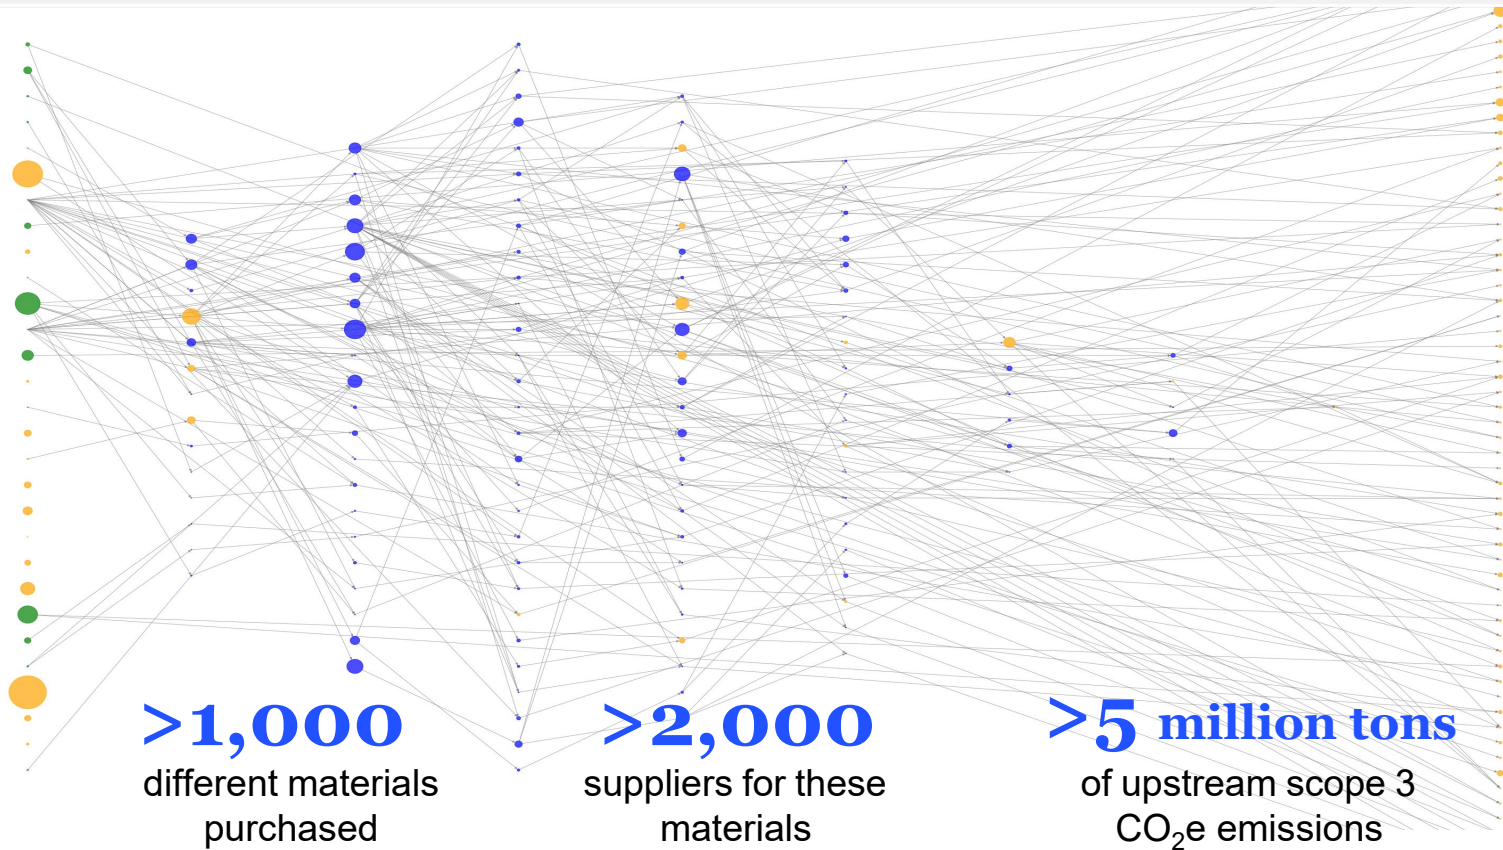 >1,000
different materials
purchased
>2,000
suppliers for these
materials
>5 million tons
of upstream scope 3
CO₂e emissions